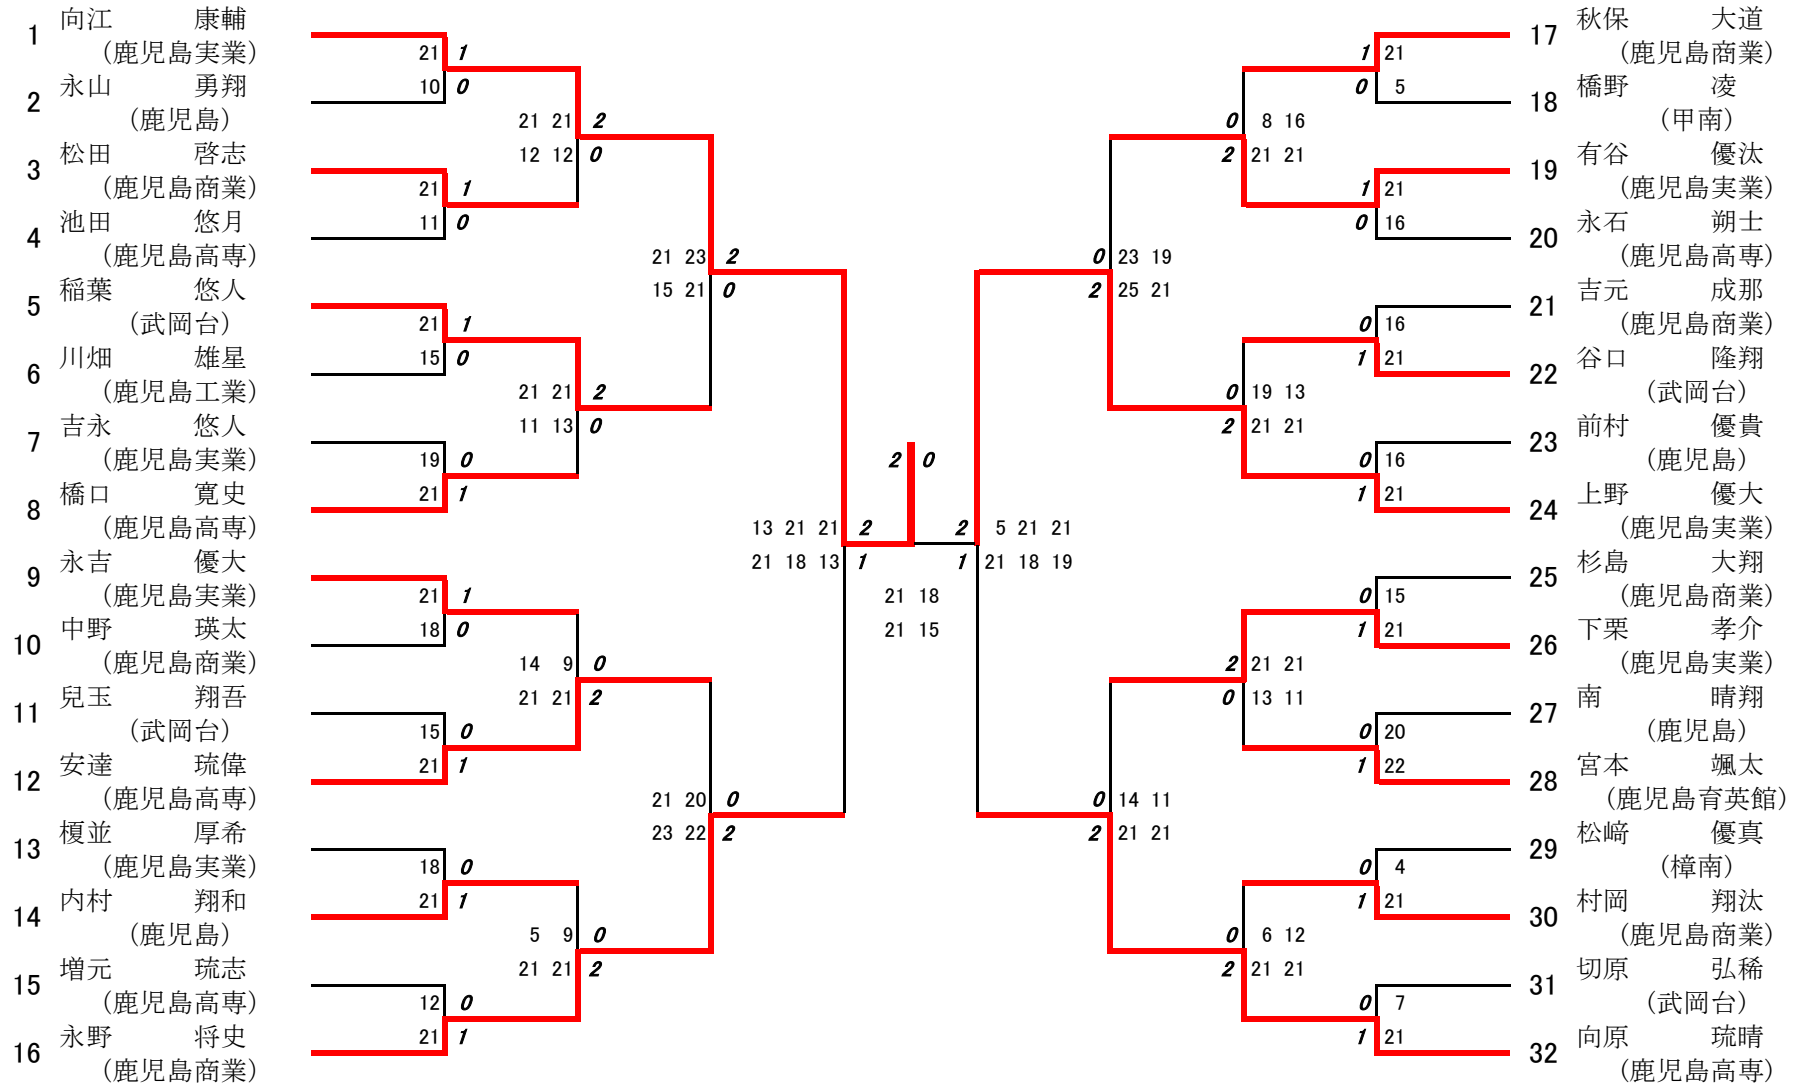 1 向江 康輔
(鹿児島実業)
21 1
2 永山 勇翔
10 0
(鹿児島)
21 21 2
12 12 0
3 松田 啓志
(鹿児島商業)
21 1
4 池田 悠月
11 0
(鹿児島高専)
21 23 2
15 21 0
5 稲葉 悠人
(武岡台)
21 1
6 川畑 雄星
15 0
(鹿児島工業)
21 21 2
11 13 0
7 吉永 悠人
(鹿児島実業)
19 0
8 橋口 寛史
21 1
(鹿児島高専)
13 21 21 2
21 18 13 1
9 永吉 優大
(鹿児島実業)
21 1
10 中野 瑛太
18 0
(鹿児島商業)
14 9 0
21 21 2
11 兒玉 翔吾
(武岡台)
15 0
12 安達 琉偉
21 1
(鹿児島高専)
21 20 0
23 22 2
13 榎並 厚希
(鹿児島実業)
18 0
14 内村 翔和
21 1
(鹿児島)
5 9 0
21 21 2
15 増元 琉志
(鹿児島高専)
12 0
16 永野 将史
21 1
(鹿児島商業)
2 0
21 18
21 15
17 秋保 大道
(鹿児島商業)
1 21
18 橋野 凌
0 5
(甲南)
0 8 16
2 21 21
19 有谷 優汰
(鹿児島実業)
1 21
20 永石 朔士
0 16
(鹿児島高専)
0 23 19
2 25 21
21 吉元 成那
(鹿児島商業)
0 16
22 谷口 隆翔
1 21
(武岡台)
0 19 13
2 21 21
23 前村 優貴
(鹿児島)
0 16
24 上野 優大
1 21
(鹿児島実業)
2 5 21 21
1 21 18 19
25 杉島 大翔
(鹿児島商業)
0 15
26 下栗 孝介
1 21
(鹿児島実業)
2 21 21
0 13 11
27 南 晴翔
(鹿児島)
0 20
28 宮本 颯太
1 22
(鹿児島育英館)
0 14 11
2 21 21
29 松﨑 優真
(樟南)
0 4
30 村岡 翔汰
1 21
(鹿児島商業)
0 6 12
2 21 21
31 切原 弘稀
(武岡台)
0 7
32 向原 琉晴
1 21
(鹿児島高専)